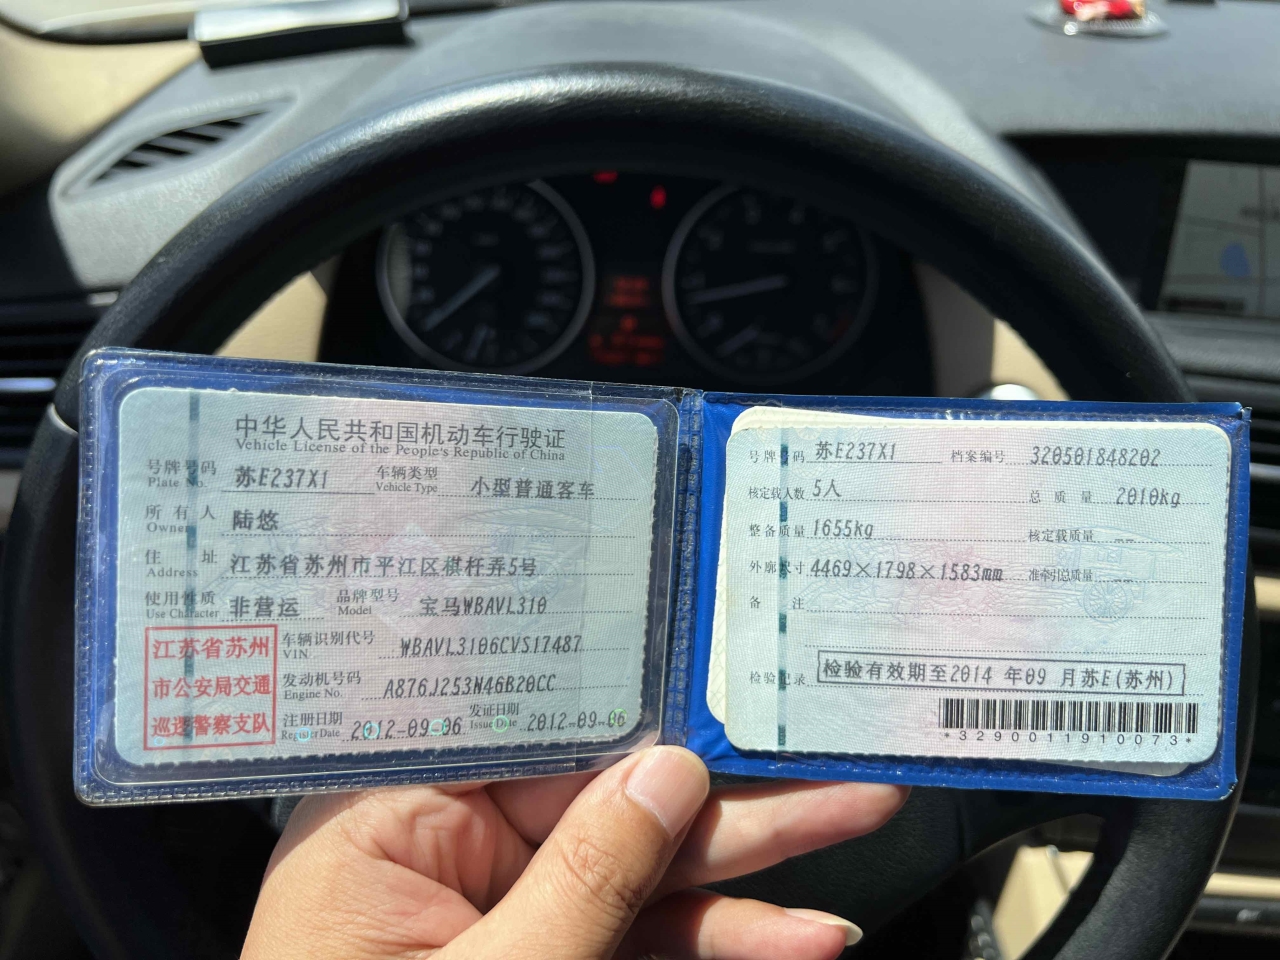 中华人民共和国机动车行驶证
Vehicle License of the People's Republic of China
号牌号码 苏E237X1 车辆类型 小型普通客车
Plate No. Vehicle Type
所有人 陆悠
Owner
住址 江苏省苏州市平江区棋杆弄5号
Address
使用性质 非营运 品牌型号 宝马WBAVL310
Use Character Model
江苏省苏州
市公安局交通
巡逻警察支队
车辆识别代号 WBAVL3106CVS17487
VIN
发动机号码 A876J253N46B20CC
Engine No.
注册日期 2012-09-06 发证日期 2012-09-06
Register Date Issue Date
号牌号码 苏E237X1 档案编号 320501848202
核定载人数 5人 总质量 2010kg
整备质量 1655kg 核定载质量 --
外廓尺寸 4469×1798×1583mm 准牵引总质量 --
备注
检验记录 检验有效期至2014年09月苏E(苏州)
*3290011910073*